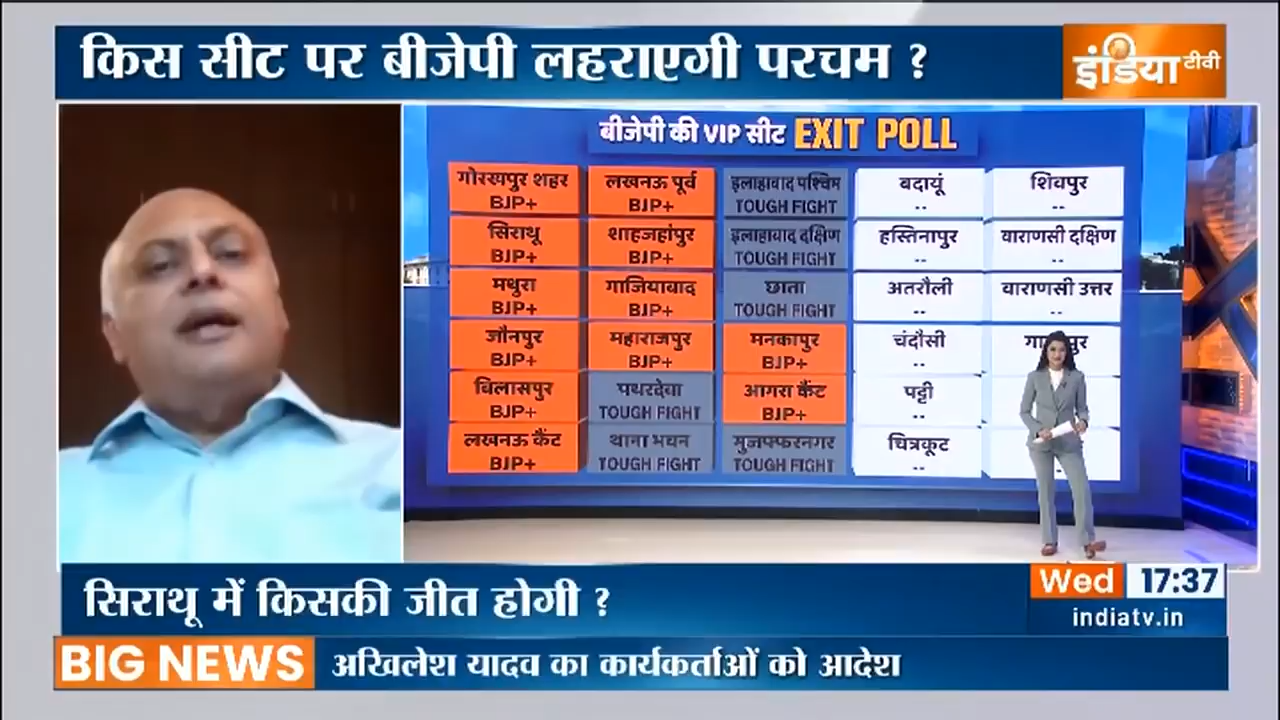 किस सीट पर बीजेपी लहराएगी परचम ?
इंडिया टीवी
बीजेपी की VIP सीट EXIT POLL
गोरखपुर शहर
BJP+
लखनऊ पूर्व
BJP+
इलाहाबाद पश्चिम
TOUGH FIGHT
बदायूं
--
शिवपुर
--
सिराथू
BJP+
शाहजहांपुर
BJP+
इलाहाबाद दक्षिण
TOUGH FIGHT
हस्तिनापुर
--
वाराणसी दक्षिण
--
मथुरा
BJP+
गाजियाबाद
BJP+
छाता
TOUGH FIGHT
अतरौली
--
वाराणसी उत्तर
--
जौनपुर
BJP+
महाराजपुर
BJP+
मनकापुर
BJP+
चंदौसी
--
बिलासपुर
BJP+
पथरदेवा
TOUGH FIGHT
आगरा कैंट
BJP+
पट्टी
--
लखनऊ कैंट
BJP+
थाना भवन
TOUGH FIGHT
मुजफ्फरनगर
TOUGH FIGHT
चित्रकूट
--
सिराथू में किसकी जीत होगी ?
Wed 17:37
indiatv.in
BIG NEWS अखिलेश यादव का कार्यकर्ताओं को आदेश